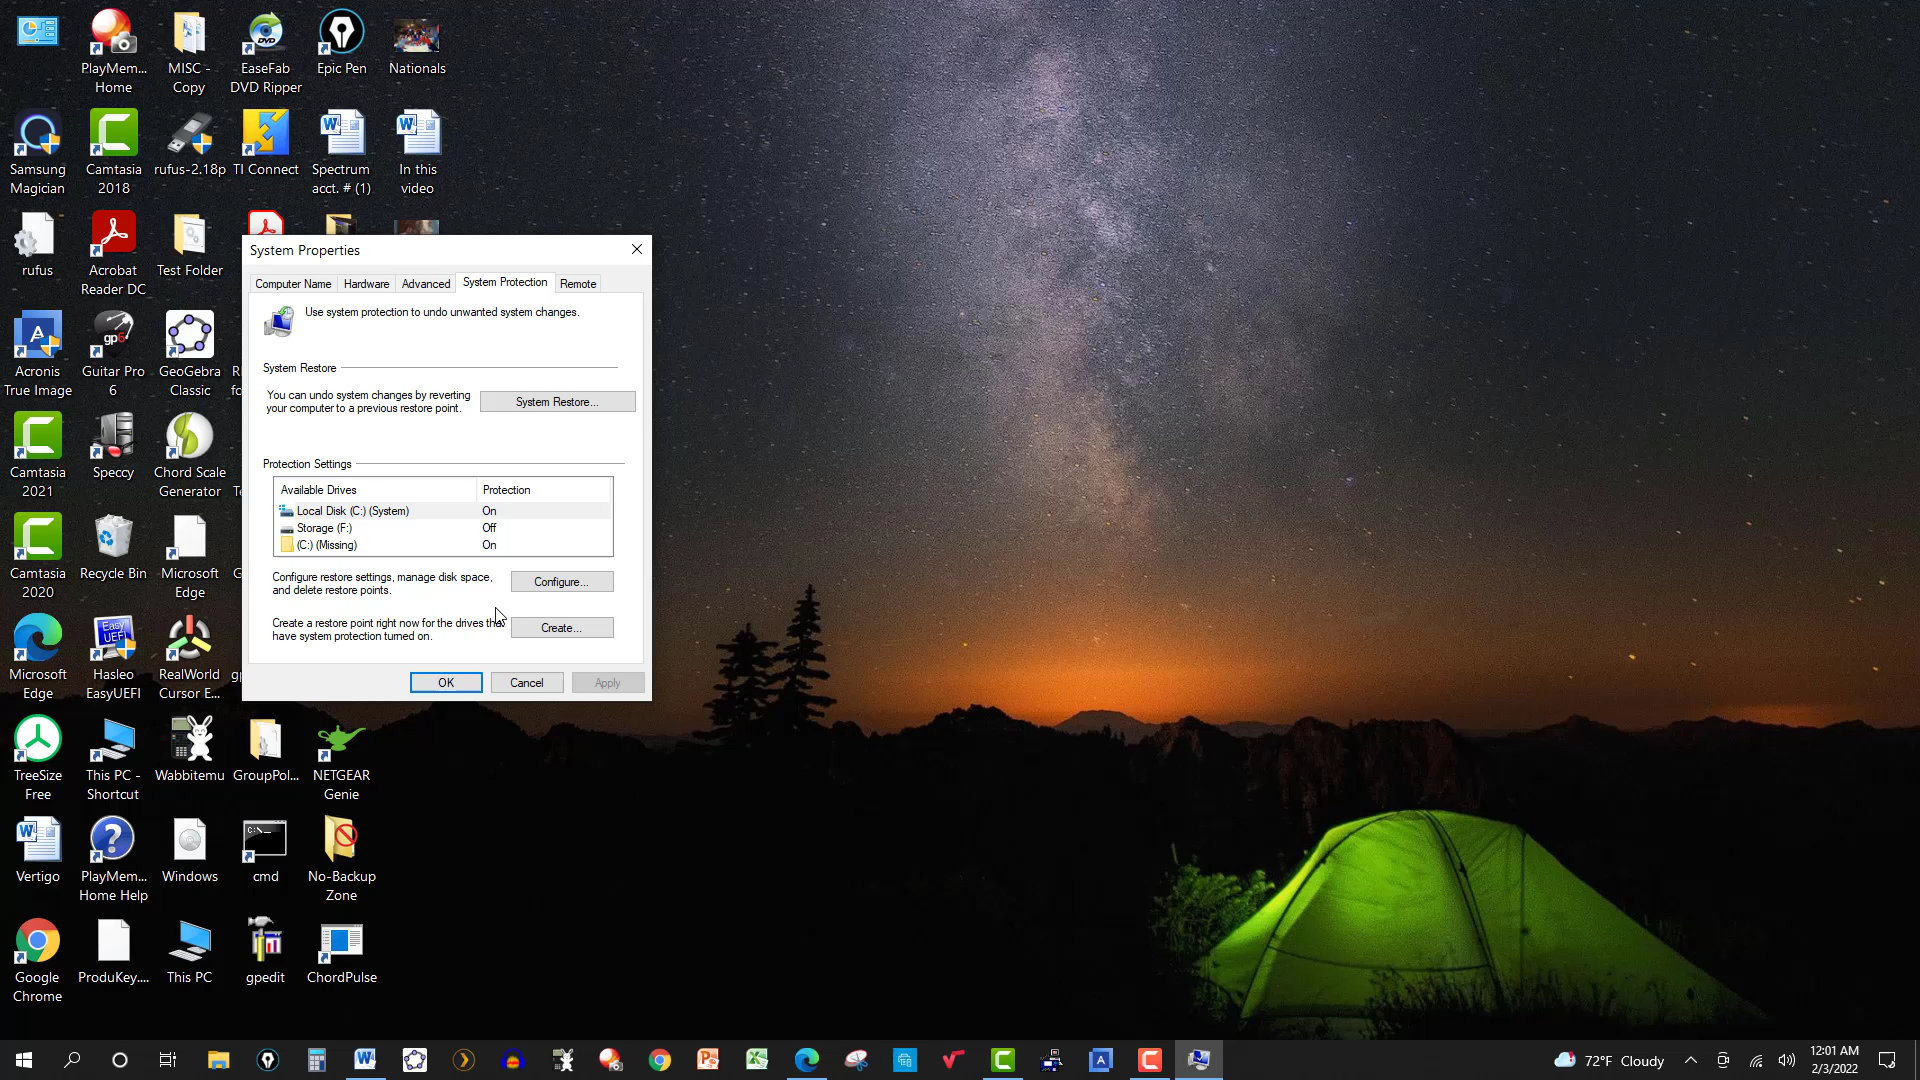 PlayMem...
Home
MISC -
Copy
EaseFab
DVD Ripper
Epic Pen
Nationals
Samsung
Magician
Camtasia
2018
rufus-2.18p
TI Connect
Spectrum
acct. # (1)
In this
video
rufus
Acrobat
Reader DC
Test Folder
Acronis
True Image
Guitar Pro
6
GeoGebra
Classic
Camtasia
2021
Speccy
Chord Scale
Generator
Camtasia
2020
Recycle Bin
Microsoft
Edge
Microsoft
Edge
Hasleo
EasyUEFI
RealWorld
Cursor E...
TreeSize
Free
This PC -
Shortcut
Wabbitemu
GroupPol...
NETGEAR
Genie
Vertigo
PlayMem...
Home Help
Windows
cmd
No-Backup
Zone
Google
Chrome
ProduKey....
This PC
gpedit
ChordPulse
System Properties
Computer Name
Hardware
Advanced
System Protection
Remote
Use system protection to undo unwanted system changes.
System Restore
You can undo system changes by reverting
your computer to a previous restore point.
System Restore...
Protection Settings
Available Drives
Protection
Local Disk (C:) (System)
On
Storage (F:)
Off
(C:) (Missing)
On
Configure restore settings, manage disk space,
and delete restore points.
Configure...
Create a restore point right now for the drives that
have system protection turned on.
Create...
OK
Cancel
Apply
72°F Cloudy
12:01 AM
2/3/2022